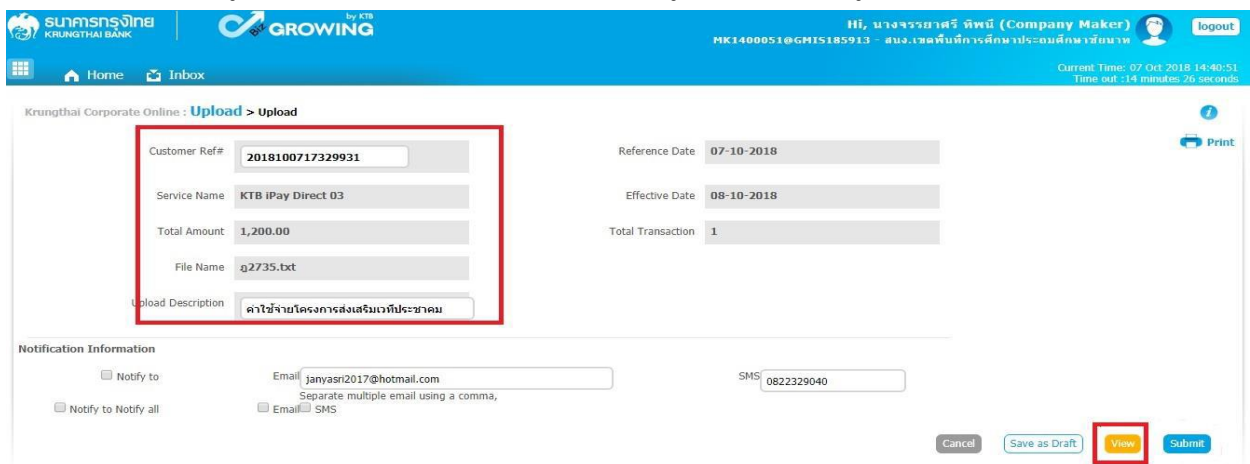 ธนาคารกรุงไทย
KRUNGTHAI BANK
GROWING
by KTB
Hi, นางจรรยาศรี ทิพนี (Company Maker)
MK1400051@GMIS185913 - สนง.เขตพื้นที่การศึกษาประถมศึกษาชัยนาท
logout
Home Inbox
Current Time: 07 Oct 2018 14:40:51
Time out :14 minutes 26 seconds
Krungthai Corporate Online : Upload > Upload
Print
Customer Ref# 2018100717329931 Reference Date 07-10-2018
Service Name KTB iPay Direct 03 Effective Date 08-10-2018
Total Amount 1,200.00 Total Transaction 1
File Name ฎ2735.txt
Upload Description ค่าใช้จ่ายโครงการส่งเสริมเวทีประชาคม
Notification Information
Notify to Email janyasri2017@hotmail.com SMS 0822329040
Separate multiple email using a comma,
Notify to Notify all Email SMS
Cancel Save as Draft View Submit